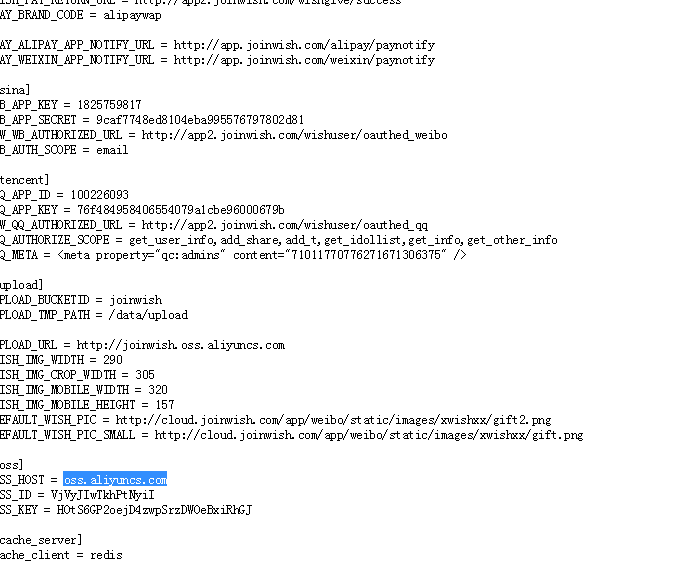 ISH_PAY_RETURN_URL = http://app2.joinwish.com/wishgive/success
AY_BRAND_CODE = alipaywap
AY_ALIPAY_APP_NOTIFY_URL = http://app.joinwish.com/alipay/paynotify
AY_WEIXIN_APP_NOTIFY_URL = http://app.joinwish.com/weixin/paynotify
sina]
B_APP_KEY = 1825759817
B_APP_SECRET = 9caf7748ed8104eba995576797802d81
W_WB_AUTHORIZED_URL = http://app2.joinwish.com/wishuser/oauthed_weibo
B_AUTH_SCOPE = email
tencent]
Q_APP_ID = 100226093
Q_APP_KEY = 76f484958406554079a1cbe96000679b
W_QQ_AUTHORIZED_URL = http://app2.joinwish.com/wishuser/oauthed_qq
Q_AUTHORIZE_SCOPE = get_user_info,add_share,add_t,get_idollist,get_info,get_other_info
Q_META = <meta property="qc:admins" content="71011770776271671306375" />
upload]
PLOAD_BUCKETID = joinwish
PLOAD_TMP_PATH = /data/upload
PLOAD_URL = http://joinwish.oss.aliyuncs.com
ISH_IMG_WIDTH = 290
ISH_IMG_CROP_WIDTH = 305
ISH_IMG_MOBILE_WIDTH = 320
ISH_IMG_MOBILE_HEIGHT = 157
EFAULT_WISH_PIC = http://cloud.joinwish.com/app/weibo/static/images/xwishxx/gift2.png
EFAULT_WISH_PIC_SMALL = http://cloud.joinwish.com/app/weibo/static/images/xwishxx/gift.png
oss]
SS_HOST = oss.aliyuncs.com
SS_ID = VjVyJIwTkhPtNyiI
SS_KEY = HOtS6GP2oejD4zwpSrzDWOeBxiRhGJ
cache_server]
ache_client = redis